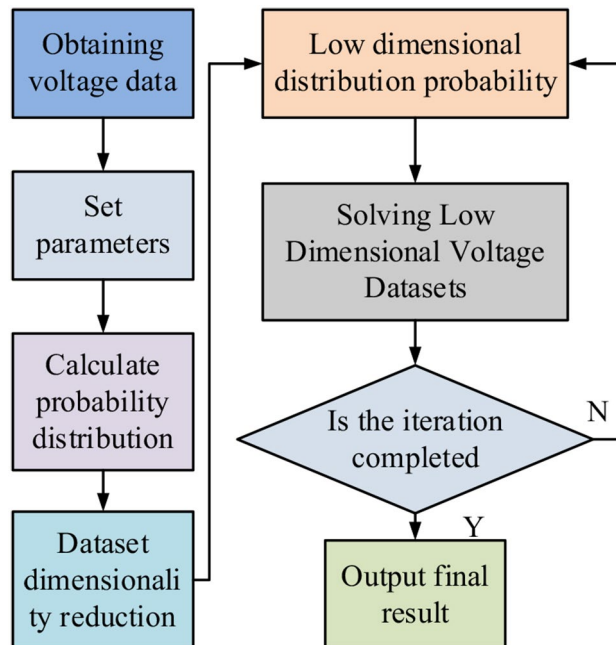 Obtaining
voltage data
Set
parameters
Calculate
probability
distribution
Dataset
dimensionali
ty reduction
Low dimensional
distribution probability
Solving Low
Dimensional Voltage
Datasets
Is the iteration
completed
N
Y
Output final
result